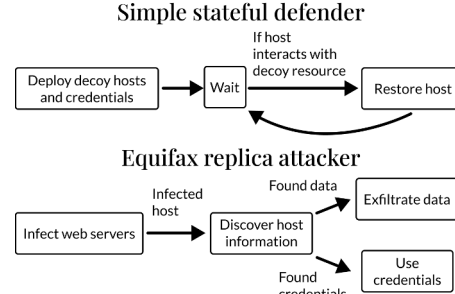 Simple stateful defender
If host
interacts with
decoy resource
Deploy decoy hosts
and credentials
Wait
Restore host
Equifax replica attacker
Infected
host
Found data
Exfiltrate data
Infect web servers
Discover host
information
Found
credentials
Use
credentials